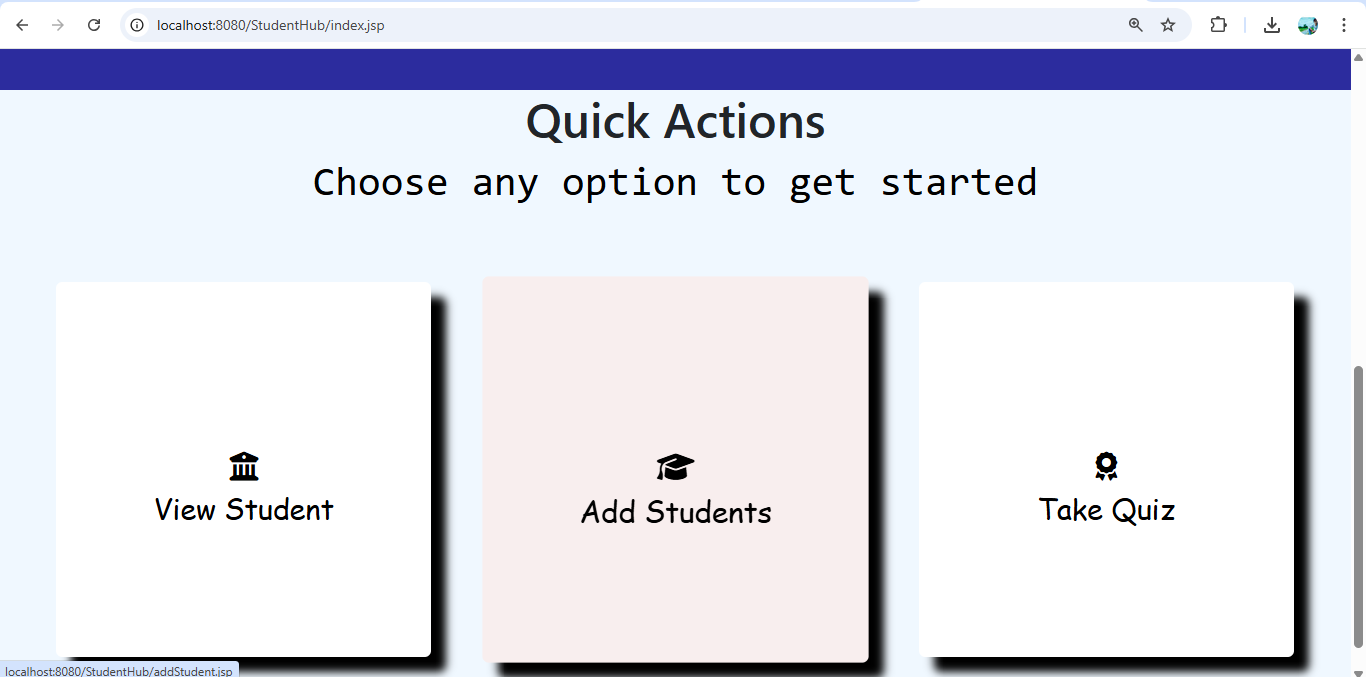 localhost:8080/StudentHub/index.jsp
Quick Actions
Choose any option to get started
View Student
Add Students
Take Quiz
localhost:8080/StudentHub/addStudent.jsp